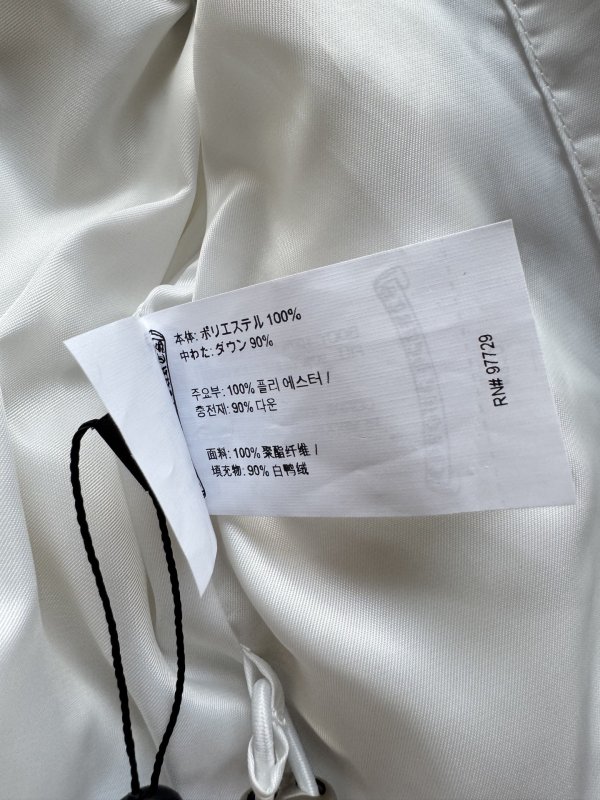 本体: ポリエステル 100%
中わた: ダウン 90%
주요부: 100% 폴리 에스터 /
충전재: 90% 다운
面料: 100% 聚酯纤维 /
填充物: 90% 白鸭绒
RN# 97729